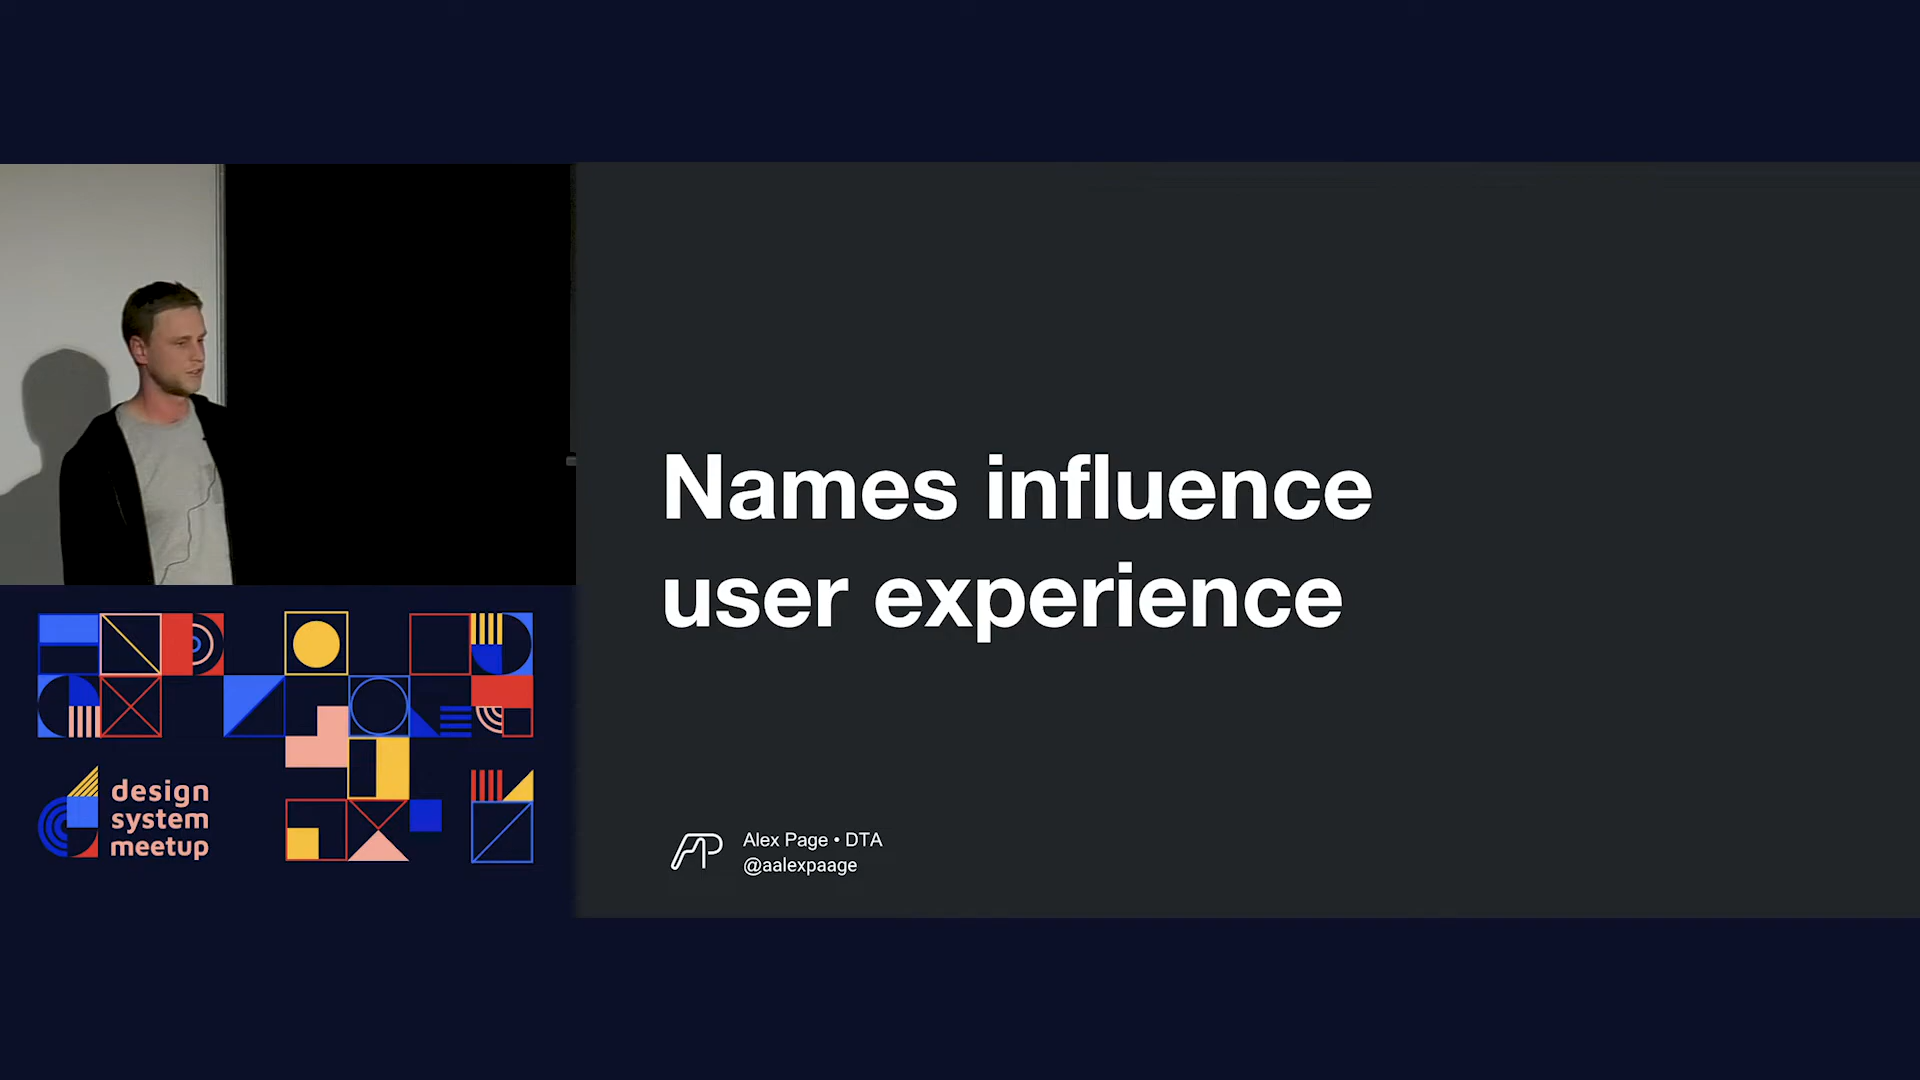 Names influence
user experience
Alex Page • DTA
@aalexpaage
design
system
meetup